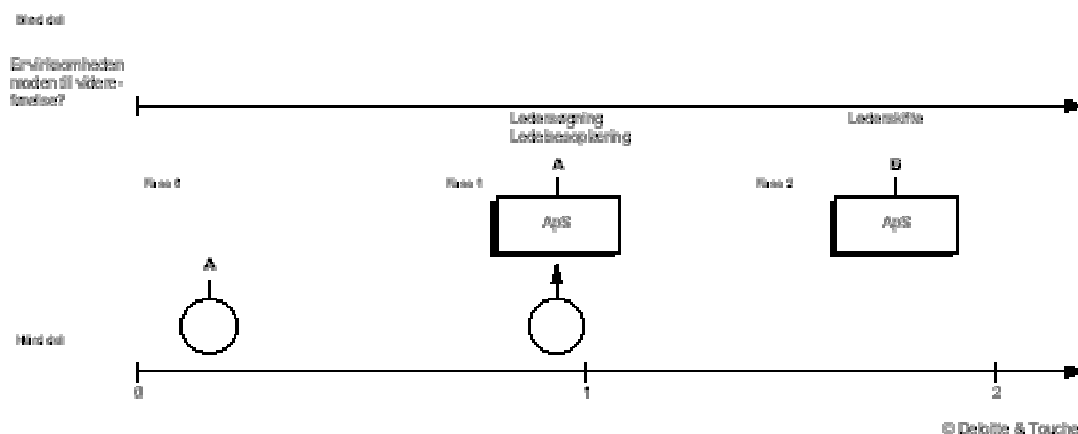 Blød del
Er virksomheden
moden til videre-
førelse?
Ledersøgning
Ledelsesoplæring
Lederskifte
Fase 0
Fase 1
A
ApS
Fase 2
B
ApS
A
Hård del
0
1
2
© Deloitte & Touche